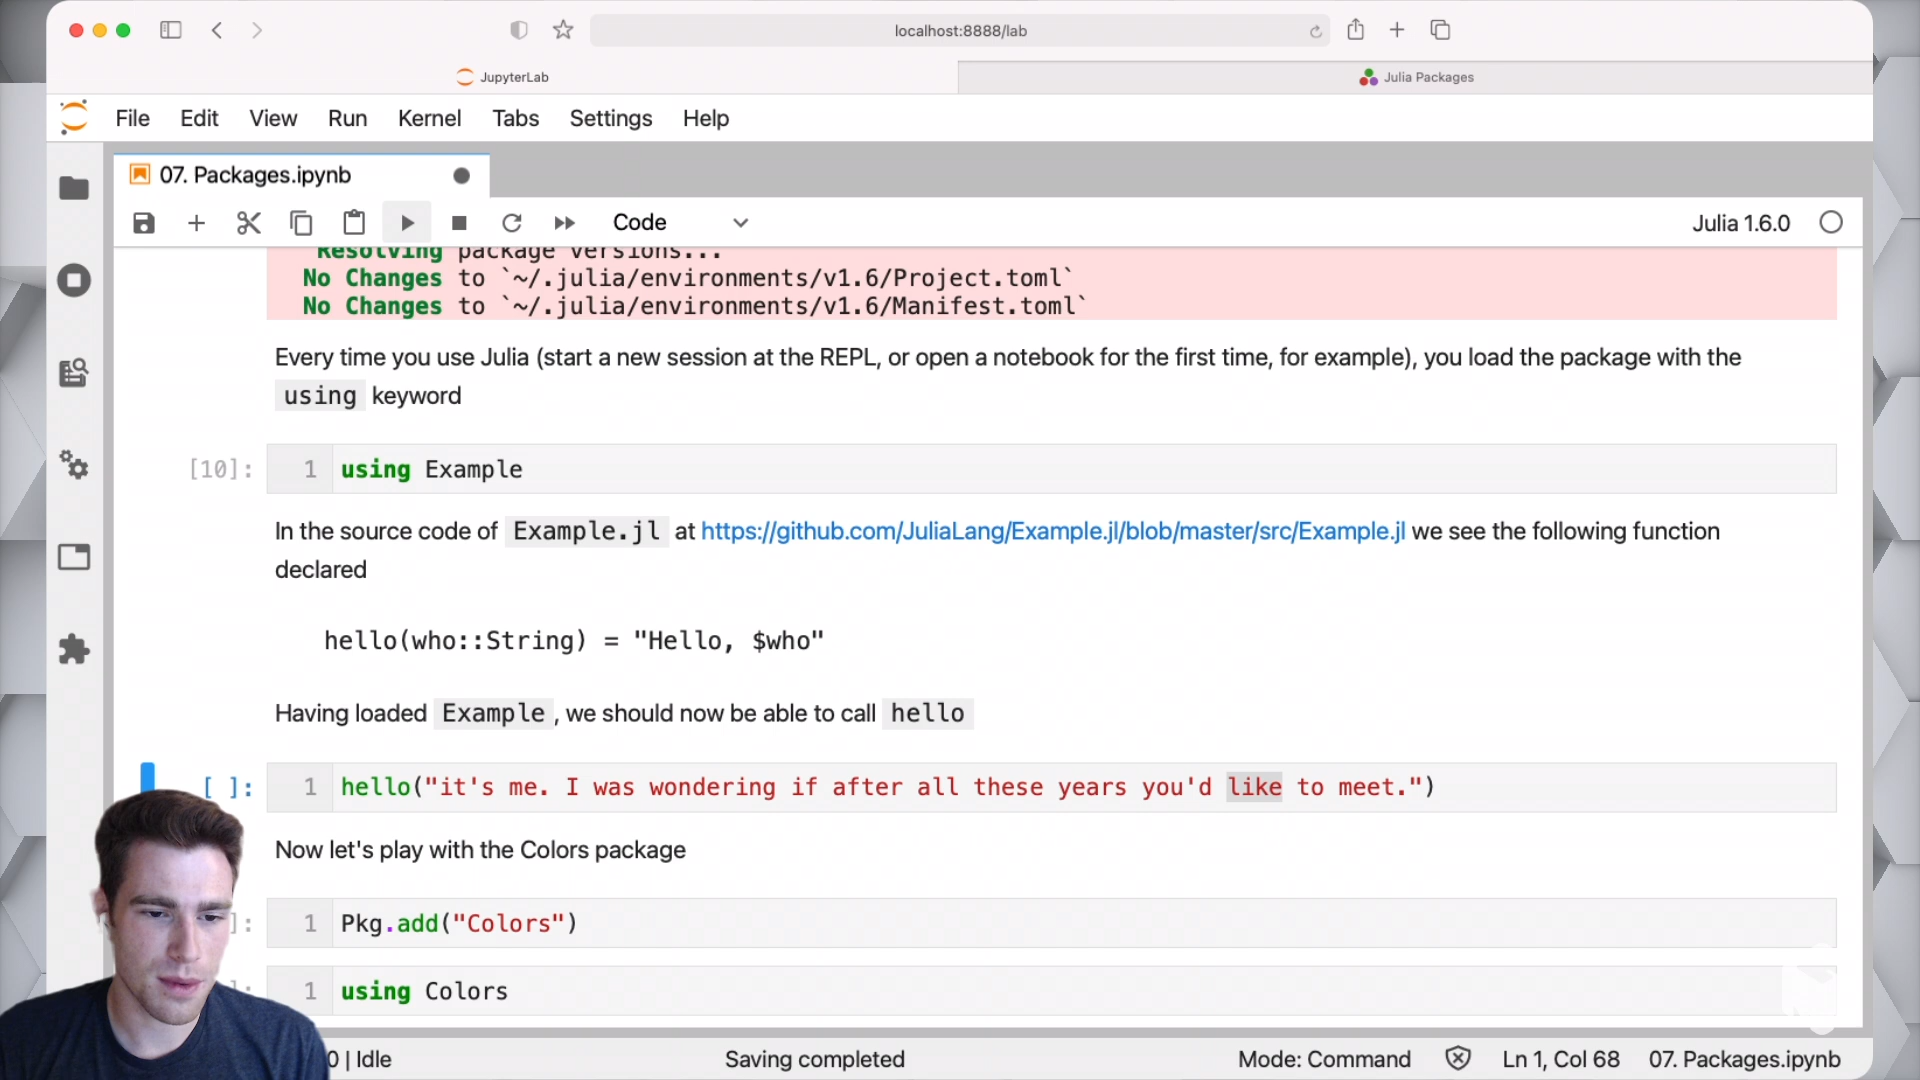 localhost:8888/lab
JupyterLab
Julia Packages
File Edit View Run Kernel Tabs Settings Help
07. Packages.ipynb
Code
Julia 1.6.0
Resolving package versions...
No Changes to `~/.julia/environments/v1.6/Project.toml`
No Changes to `~/.julia/environments/v1.6/Manifest.toml`
Every time you use Julia (start a new session at the REPL, or open a notebook for the first time, for example), you load the package with the
using keyword
[10]: 1 using Example
In the source code of Example.jl at https://github.com/JuliaLang/Example.jl/blob/master/src/Example.jl we see the following function
declared
hello(who::String) = "Hello, $who"
Having loaded Example , we should now be able to call hello
[ ]: 1 hello("it's me. I was wondering if after all these years you'd like to meet.")
Now let's play with the Colors package
]: 1 Pkg.add("Colors")
]: 1 using Colors
0 | Idle
Saving completed
Mode: Command
Ln 1, Col 68
07. Packages.ipynb